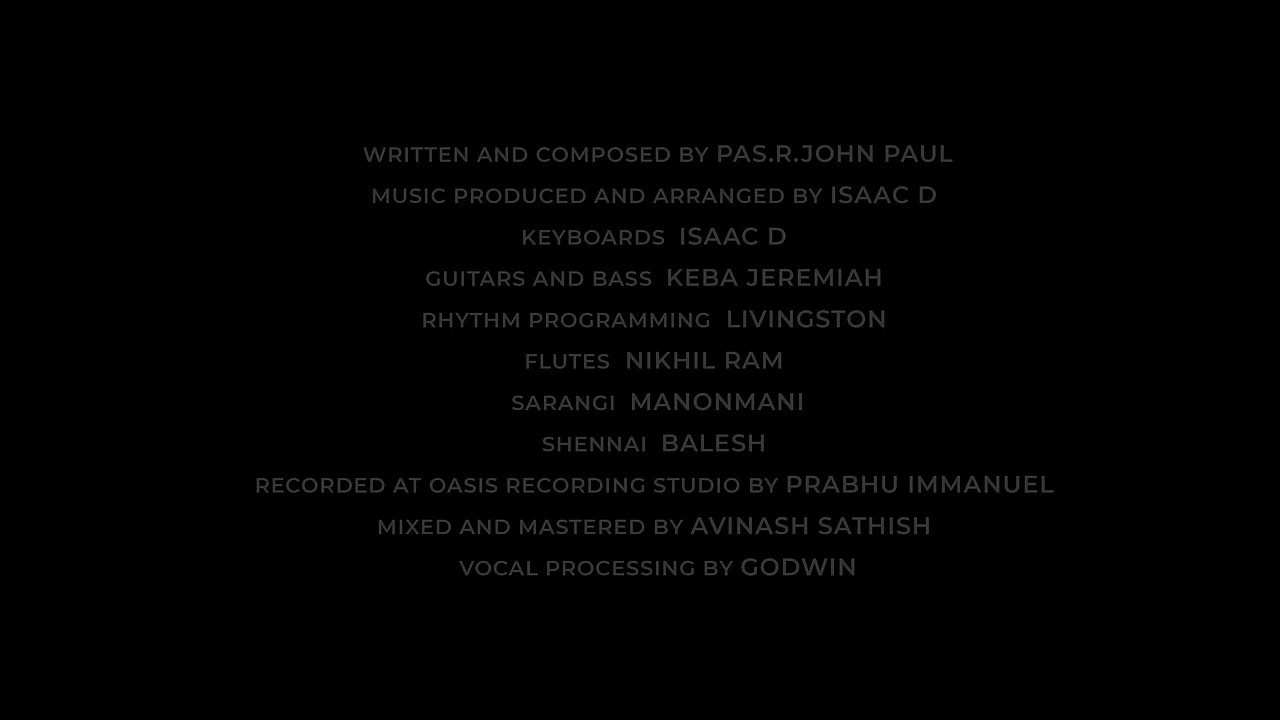 WRITTEN AND COMPOSED BY PAS.R.JOHN PAUL
MUSIC PRODUCED AND ARRANGED BY ISAAC D
KEYBOARDS ISAAC D
GUITARS AND BASS KEBA JEREMIAH
RHYTHM PROGRAMMING LIVINGSTON
FLUTES NIKHIL RAM
SARANGI MANONMANI
SHENNAI BALESH
RECORDED AT OASIS RECORDING STUDIO BY PRABHU IMMANUEL
MIXED AND MASTERED BY AVINASH SATHISH
VOCAL PROCESSING BY GODWIN